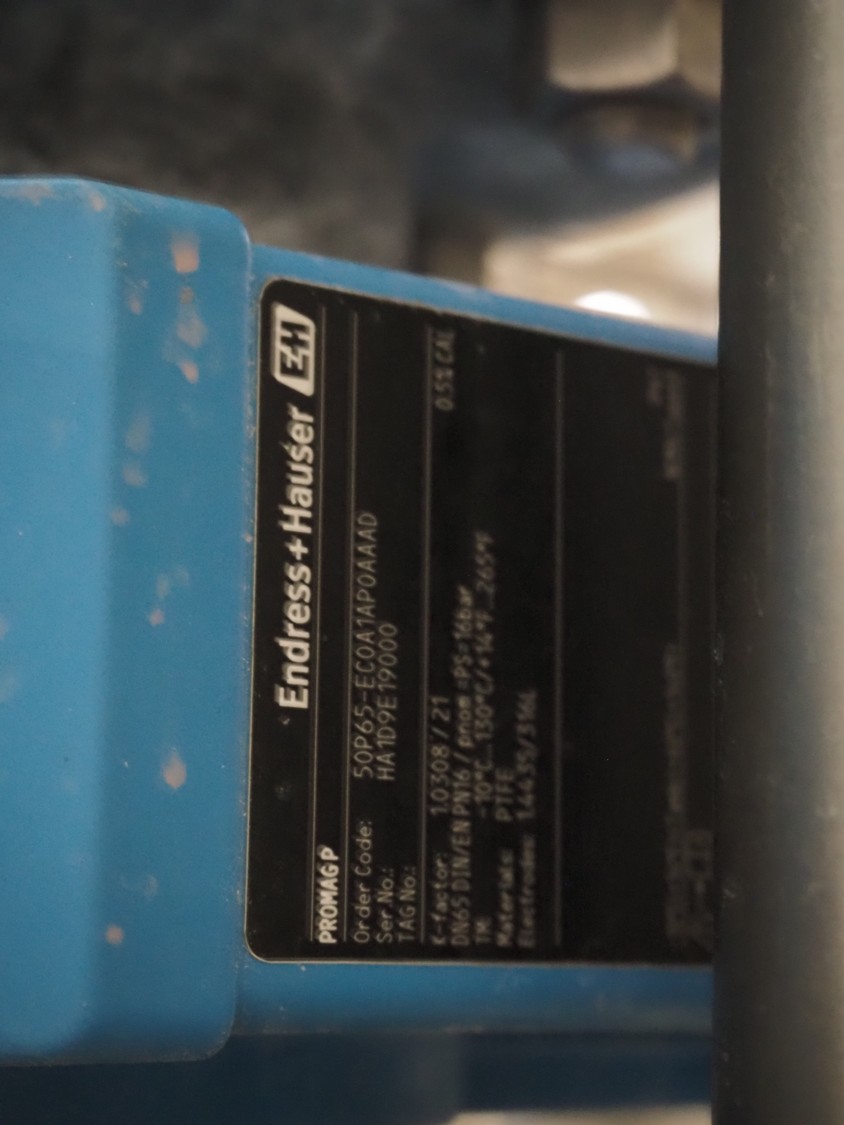 Endress+Hauser EH
PROMAG P
Order Code: 50P65-EC0A1AP0AAAD
Ser.No.: HA1D9E19000
TAG No.:
K-factor: 1.0308 / 21 0.5% CAL
DN65 DIN/EN PN16 / pnom =PS=16bar
TM: -10°C...130°C/+14°F...265°F
Materials: PTFE
Electrodes: 1.4435/316L